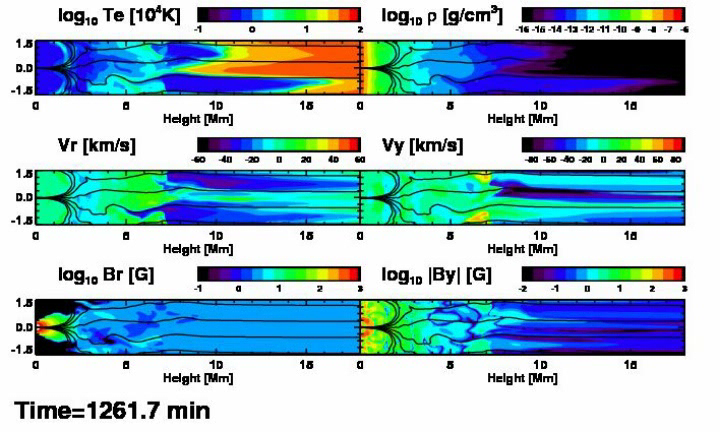 log₁₀ Te [10⁴K] log₁₀ ρ [g/cm³]
-1 0 1 2 -16 -15 -14 -13 -12 -11 -10 -9 -8 -7 -6
1.5
0.0
-1.5
0 5 10 15 0 5 10 15
Height [Mm] Height [Mm]
Vr [km/s] Vy [km/s]
-60 -40 -20 0 20 40 60 -80 -60 -40 -20 0 20 40 60 80
1.5
0.0
-1.5
0 5 10 15 0 5 10 15
Height [Mm] Height [Mm]
log₁₀ Br [G] log₁₀ |By| [G]
-1 0 1 2 3 -2 -1 0 1 2 3
1.5
0.0
-1.5
0 5 10 15 0 5 10 15
Height [Mm] Height [Mm]
Time=1261.7 min